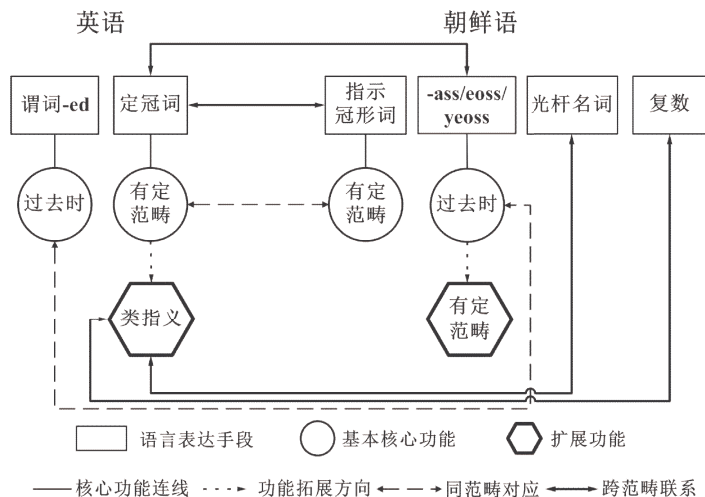 英语 朝鲜语
谓词-ed 定冠词 指示冠形词 -ass/eoss/yeoss 光杆名词 复数
过去时 有定范畴 有定范畴 过去时
类指义 有定范畴
语言表达手段 基本核心功能 扩展功能
核心功能连线 功能拓展方向 同范畴对应 跨范畴联系